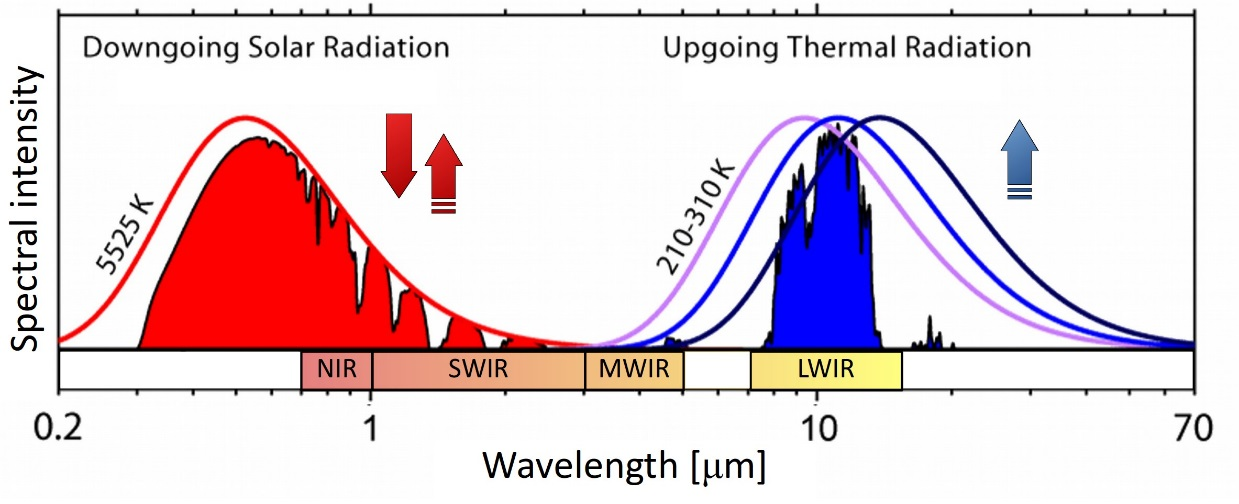 Downgoing Solar Radiation
Upgoing Thermal Radiation
Spectral intensity
5525 K
210-310 K
NIR
SWIR
MWIR
LWIR
0.2
1
10
70
Wavelength [μm]